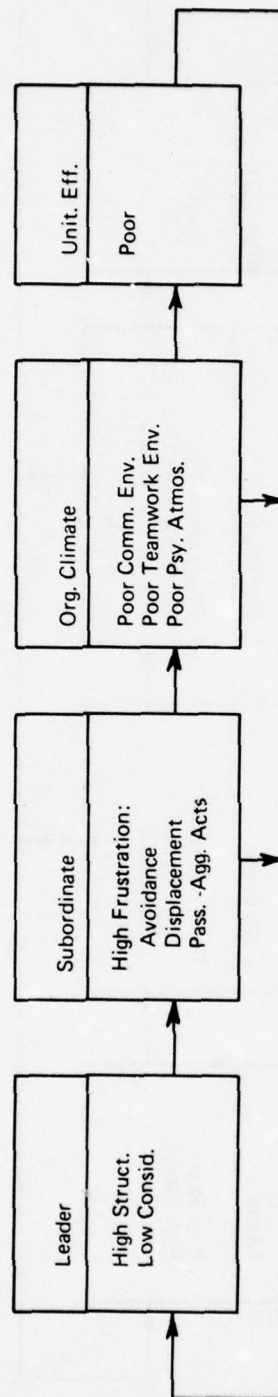 Leader
High Struct.
Low Consid.
Subordinate
High Frustration:
Avoidance
Displacement
Pass.-Agg. Acts
Org. Climate
Poor Comm. Env.
Poor Teamwork Env.
Poor Psy. Atmos.
Unit. Eff.
Poor